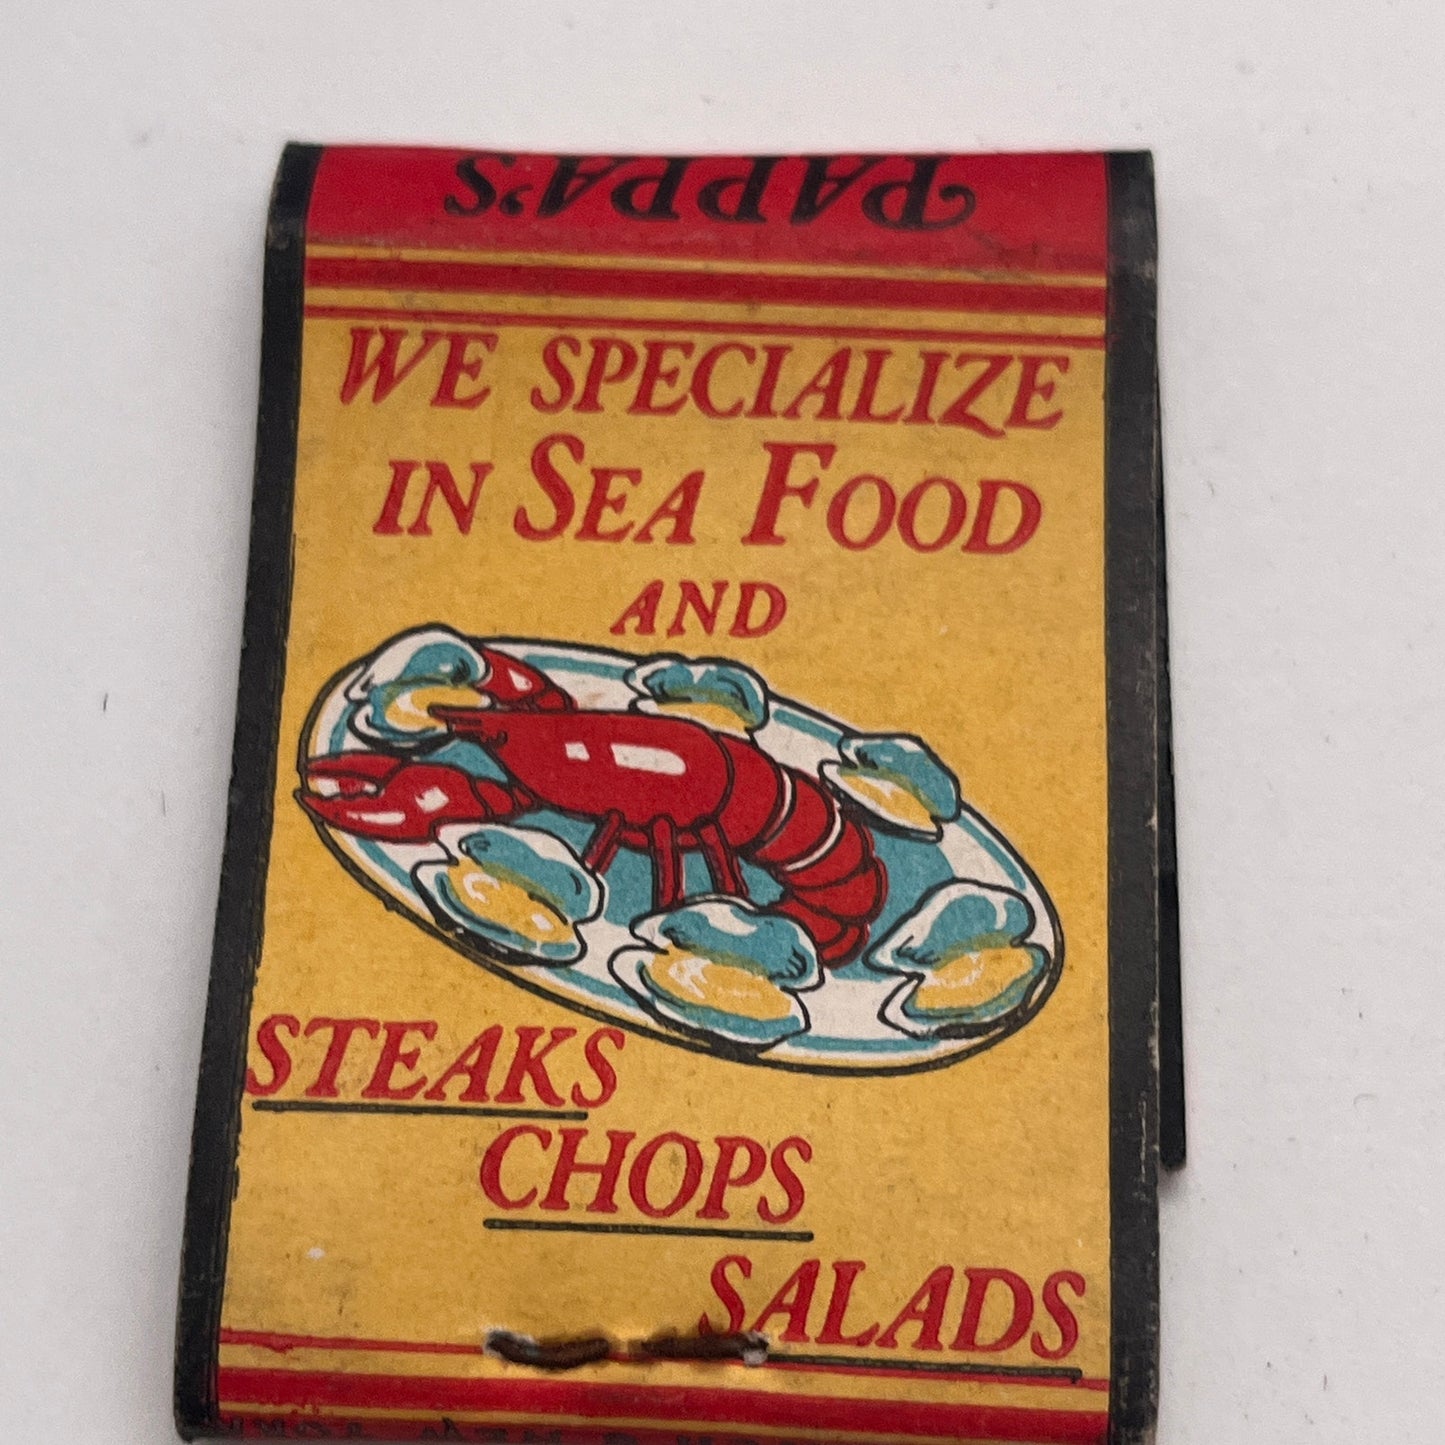 PAPPA'S
WE SPECIALIZE
IN SEA FOOD
AND
STEAKS
CHOPS
SALADS